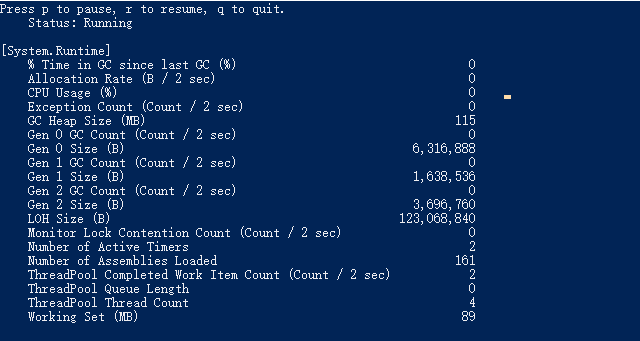 Press p to pause, r to resume, q to quit.
Status: Running
[System.Runtime]
% Time in GC since last GC (%) 0
Allocation Rate (B / 2 sec) 0
CPU Usage (%) 0
Exception Count (Count / 2 sec) 0
GC Heap Size (MB) 115
Gen 0 GC Count (Count / 2 sec) 0
Gen 0 Size (B) 6,316,888
Gen 1 GC Count (Count / 2 sec) 0
Gen 1 Size (B) 1,638,536
Gen 2 GC Count (Count / 2 sec) 0
Gen 2 Size (B) 3,696,760
LOH Size (B) 123,068,840
Monitor Lock Contention Count (Count / 2 sec) 0
Number of Active Timers 2
Number of Assemblies Loaded 161
ThreadPool Completed Work Item Count (Count / 2 sec) 2
ThreadPool Queue Length 0
ThreadPool Thread Count 4
Working Set (MB) 89